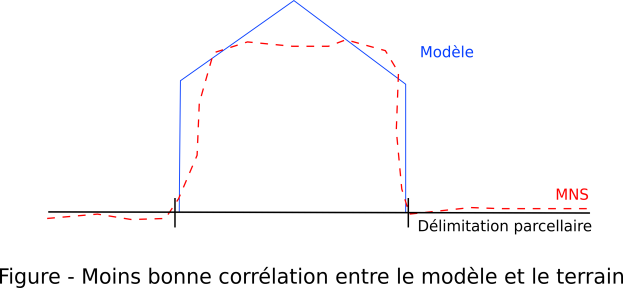 Modèle
MNS
Délimitation parcellaire
Figure - Moins bonne corrélation entre le modèle et le terrain